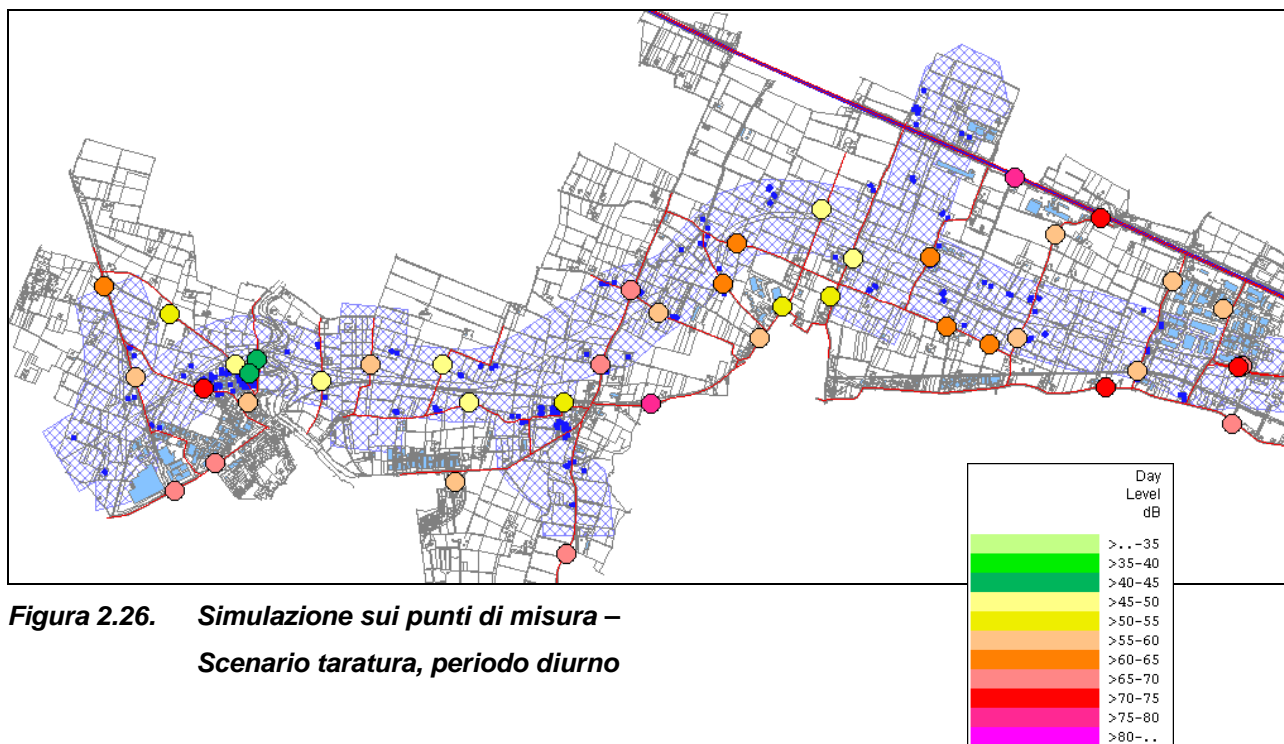 Day
Level
dB
>..-35
>35-40
>40-45
>45-50
>50-55
>55-60
>60-65
>65-70
>70-75
>75-80
>80-..
Figura 2.26. Simulazione sui punti di misura –
Scenario taratura, periodo diurno